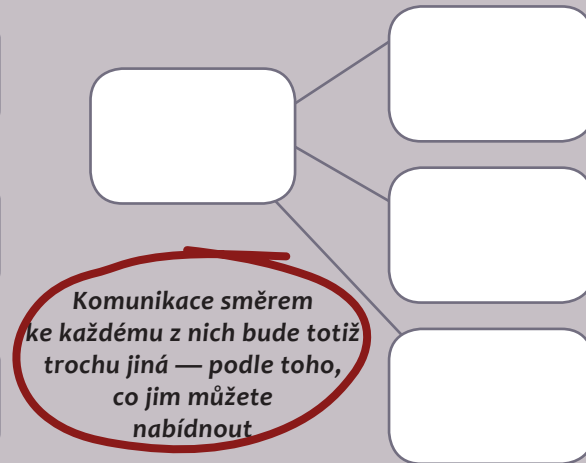 Komunikace směrem
ke každému z nich bude totiž
trochu jiná — podle toho,
co jim můžete
nabídnout